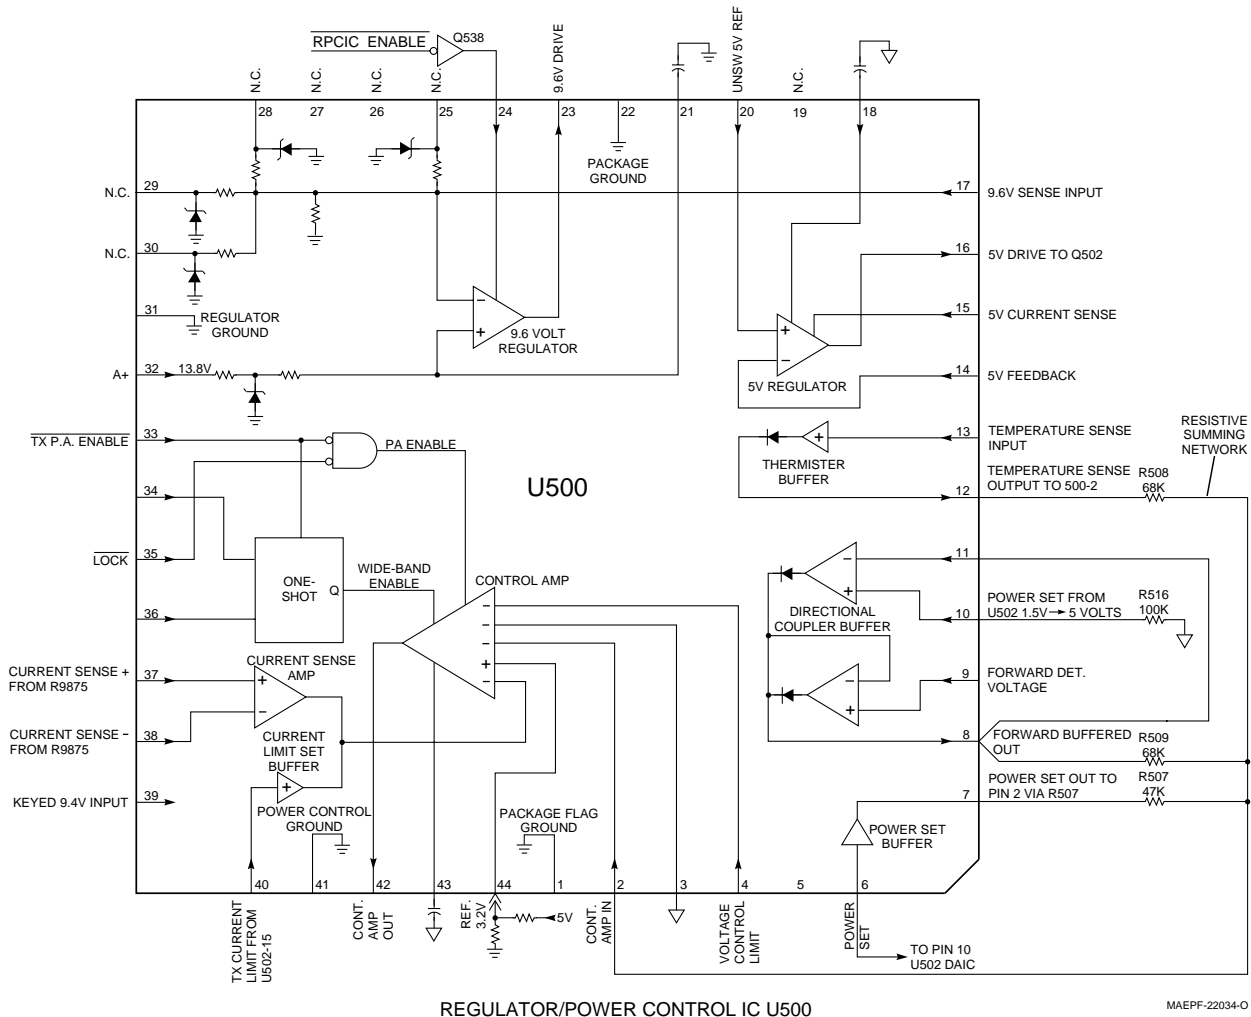 RPCIC ENABLE
Q538
N.C.
N.C.
N.C.
N.C.
9.6V DRIVE
UNSW 5V REF
N.C.
28
27
26
25
24
23
22
21
20
19
18
PACKAGE
GROUND
N.C.
29
17
9.6V SENSE INPUT
N.C.
30
16
5V DRIVE TO Q502
31
REGULATOR
GROUND
−
+
9.6 VOLT
REGULATOR
15
5V CURRENT SENSE
+
−
5V REGULATOR
A+
32
13.8V
14
5V FEEDBACK
TX P.A. ENABLE
33
PA ENABLE
+
THERMISTER
BUFFER
13
TEMPERATURE SENSE
INPUT
RESISTIVE
SUMMING
NETWORK
34
U500
12
TEMPERATURE SENSE
OUTPUT TO 500-2
R508
68K
LOCK
35
ONE-
SHOT
Q
WIDE-BAND
ENABLE
CONTROL AMP
−
−
−
+
−
−
+
DIRECTIONAL
COUPLER BUFFER
11
36
10
POWER SET FROM
U502 1.5V → 5 VOLTS
R516
100K
CURRENT SENSE +
FROM R9875
37
CURRENT SENSE
AMP
+
−
−
+
9
FORWARD DET.
VOLTAGE
CURRENT SENSE −
FROM R9875
38
CURRENT
LIMIT SET
BUFFER
+
8
FORWARD BUFFERED
OUT
R509
68K
KEYED 9.4V INPUT
39
POWER CONTROL
GROUND
PACKAGE FLAG
GROUND
7
POWER SET OUT TO
PIN 2 VIA R507
R507
47K
POWER SET
BUFFER
40
41
42
43
44
1
2
3
4
5
6
TX CURRENT
LIMIT FROM
U502-15
CONT.
AMP
OUT
REF.
3.2V
5V
CONT.
AMP IN
VOLTAGE
CONTROL
LIMIT
POWER
SET
TO PIN 10
U502 DAIC
REGULATOR/POWER CONTROL IC U500
MAEPF-22034-O